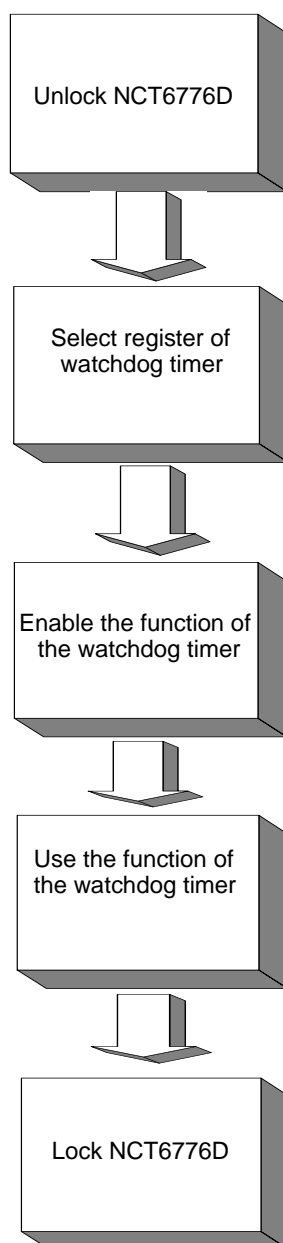 Unlock NCT6776D
Select register of
watchdog timer
Enable the function of
the watchdog timer
Use the function of
the watchdog timer
Lock NCT6776D